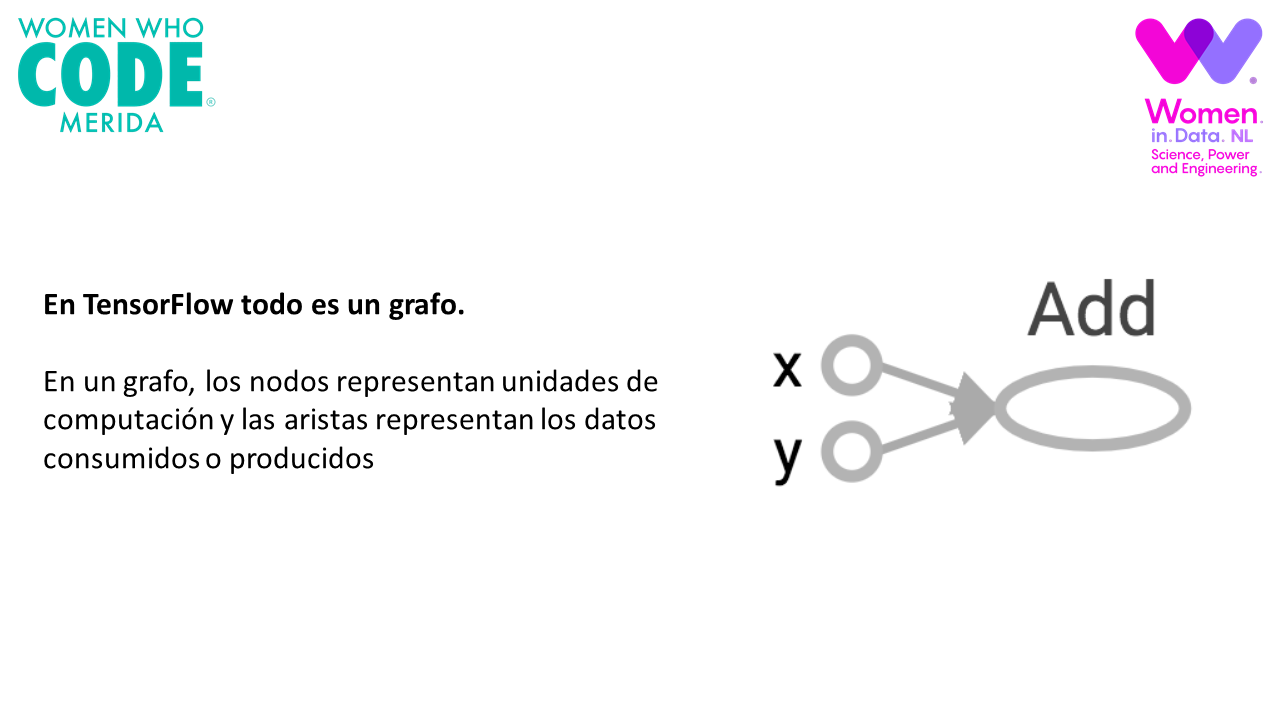 WOMEN WHO
CODE®
MERIDA
Women.
in.Data. NL
Science, Power
and Engineering.
En TensorFlow todo es un grafo.
En un grafo, los nodos representan unidades de
computación y las aristas representan los datos
consumidos o producidos
Add
x
y